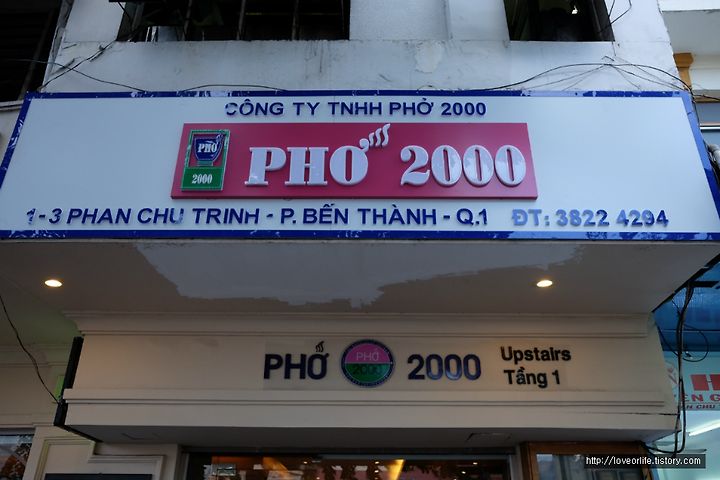 CÔNG TY TNHH PHỞ 2000
PHỞ
2000
PHỞ 2000
1-3 PHAN CHU TRINH - P. BẾN THÀNH - Q.1 ĐT: 3822 4294
PHỞ
PHỞ
2000
2000
Upstairs
Tầng 1
http://loveorlife.tistory.com